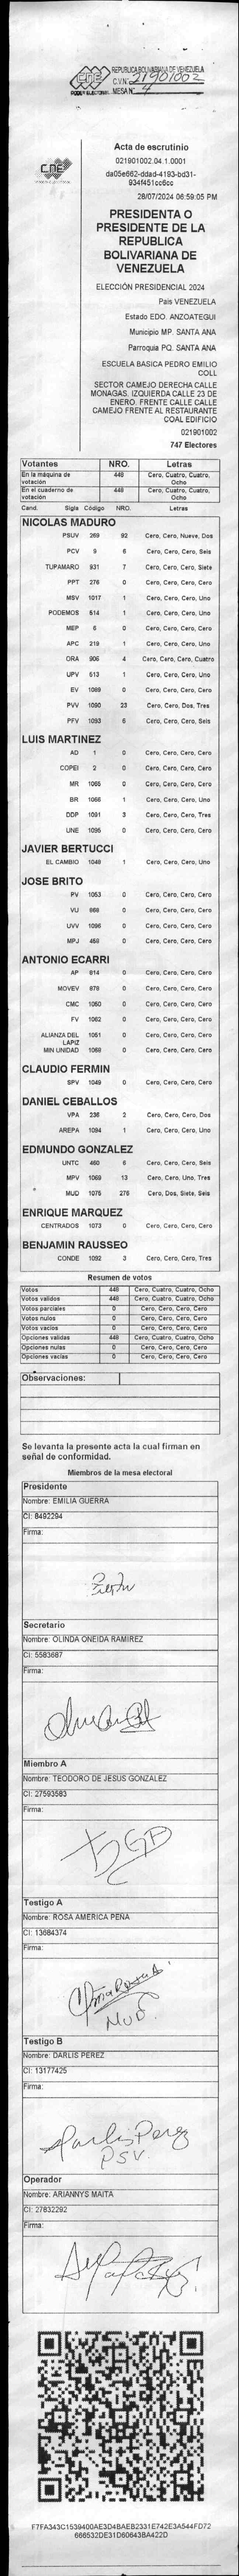 REPUBLICA BOLIVARIANA DE VENEZUELA
CNE
C.V.N° 21901002
PODER ELECTORAL MESA N° 4
CNE
Acta de escrutinio
021901002.04.1.0001
da05e662-ddad-4193-bd31-
934f451cc6cc
28/07/2024 06:59:05 PM
PRESIDENTA O
PRESIDENTE DE LA
REPUBLICA
BOLIVARIANA DE
VENEZUELA
ELECCIÓN PRESIDENCIAL 2024
País VENEZUELA
Estado EDO. ANZOATEGUI
Municipio MP. SANTA ANA
Parroquia PQ. SANTA ANA
ESCUELA BASICA PEDRO EMILIO
COLL
SECTOR CAMEJO DERECHA CALLE
MONAGAS. IZQUIERDA CALLE 23 DE
ENERO. FRENTE CALLE CALLE
CAMEJO FRENTE AL RESTAURANTE
COAL EDIFICIO
021901002
747 Electores
Votantes NRO. Letras
En la máquina de votación 448 Cero, Cuatro, Cuatro, Ocho
En el cuaderno de votación 448 Cero, Cuatro, Cuatro, Ocho
Cand. Sigla Código NRO. Letras
NICOLAS MADURO
PSUV 269 92 Cero, Cero, Nueve, Dos
PCV 9 6 Cero, Cero, Cero, Seis
TUPAMARO 931 7 Cero, Cero, Cero, Siete
PPT 276 0 Cero, Cero, Cero, Cero
MSV 1017 1 Cero, Cero, Cero, Uno
PODEMOS 514 1 Cero, Cero, Cero, Uno
MEP 6 0 Cero, Cero, Cero, Cero
APC 219 1 Cero, Cero, Cero, Uno
ORA 906 4 Cero, Cero, Cero, Cuatro
UPV 513 1 Cero, Cero, Cero, Uno
EV 1089 0 Cero, Cero, Cero, Cero
PVV 1090 23 Cero, Cero, Dos, Tres
PFV 1093 6 Cero, Cero, Cero, Seis
LUIS MARTINEZ
AD 1 0 Cero, Cero, Cero, Cero
COPEI 2 0 Cero, Cero, Cero, Cero
MR 1065 0 Cero, Cero, Cero, Cero
BR 1066 1 Cero, Cero, Cero, Uno
DDP 1091 3 Cero, Cero, Cero, Tres
UNE 1095 0 Cero, Cero, Cero, Cero
JAVIER BERTUCCI
EL CAMBIO 1048 1 Cero, Cero, Cero, Uno
JOSE BRITO
PV 1053 0 Cero, Cero, Cero, Cero
VU 868 0 Cero, Cero, Cero, Cero
UVV 1096 0 Cero, Cero, Cero, Cero
MPJ 458 0 Cero, Cero, Cero, Cero
ANTONIO ECARRI
AP 814 0 Cero, Cero, Cero, Cero
MOVEV 878 0 Cero, Cero, Cero, Cero
CMC 1050 0 Cero, Cero, Cero, Cero
FV 1062 0 Cero, Cero, Cero, Cero
ALIANZA DEL LAPIZ 1051 0 Cero, Cero, Cero, Cero
MIN UNIDAD 1068 0 Cero, Cero, Cero, Cero
CLAUDIO FERMIN
SPV 1049 0 Cero, Cero, Cero, Cero
DANIEL CEBALLOS
VPA 236 2 Cero, Cero, Cero, Dos
AREPA 1094 1 Cero, Cero, Cero, Uno
EDMUNDO GONZALEZ
UNTC 460 6 Cero, Cero, Cero, Seis
MPV 1069 13 Cero, Cero, Uno, Tres
MUD 1075 276 Cero, Dos, Siete, Seis
ENRIQUE MARQUEZ
CENTRADOS 1073 0 Cero, Cero, Cero, Cero
BENJAMIN RAUSSEO
CONDE 1092 3 Cero, Cero, Cero, Tres
Resumen de votos
Votos 448 Cero, Cuatro, Cuatro, Ocho
Votos validos 448 Cero, Cuatro, Cuatro, Ocho
Votos parciales 0 Cero, Cero, Cero, Cero
Votos nulos 0 Cero, Cero, Cero, Cero
Votos vacios 0 Cero, Cero, Cero, Cero
Opciones validas 448 Cero, Cuatro, Cuatro, Ocho
Opciones nulas 0 Cero, Cero, Cero, Cero
Opciones vacias 0 Cero, Cero, Cero, Cero
Observaciones:
Se levanta la presente acta la cual firman en
señal de conformidad.
Miembros de la mesa electoral
Presidente
Nombre: EMILIA GUERRA
CI: 8492294
Firma:
Secretario
Nombre: OLINDA ONEIDA RAMIREZ
CI: 5583687
Firma:
Miembro A
Nombre: TEODORO DE JESUS GONZALEZ
CI: 27593583
Firma:
Testigo A
Nombre: ROSA AMERICA PEÑA
CI: 13684374
Firma:
MUD
Testigo B
Nombre: DARLIS PEREZ
CI: 13177425
Firma:
Darlis Perez
PSV.
Operador
Nombre: ARIANNYS MAITA
CI: 27832292
Firma:
F7FA343C1539400AE3D4BAEB2331E742E3A544FD72
666532DE31D60643BA422D